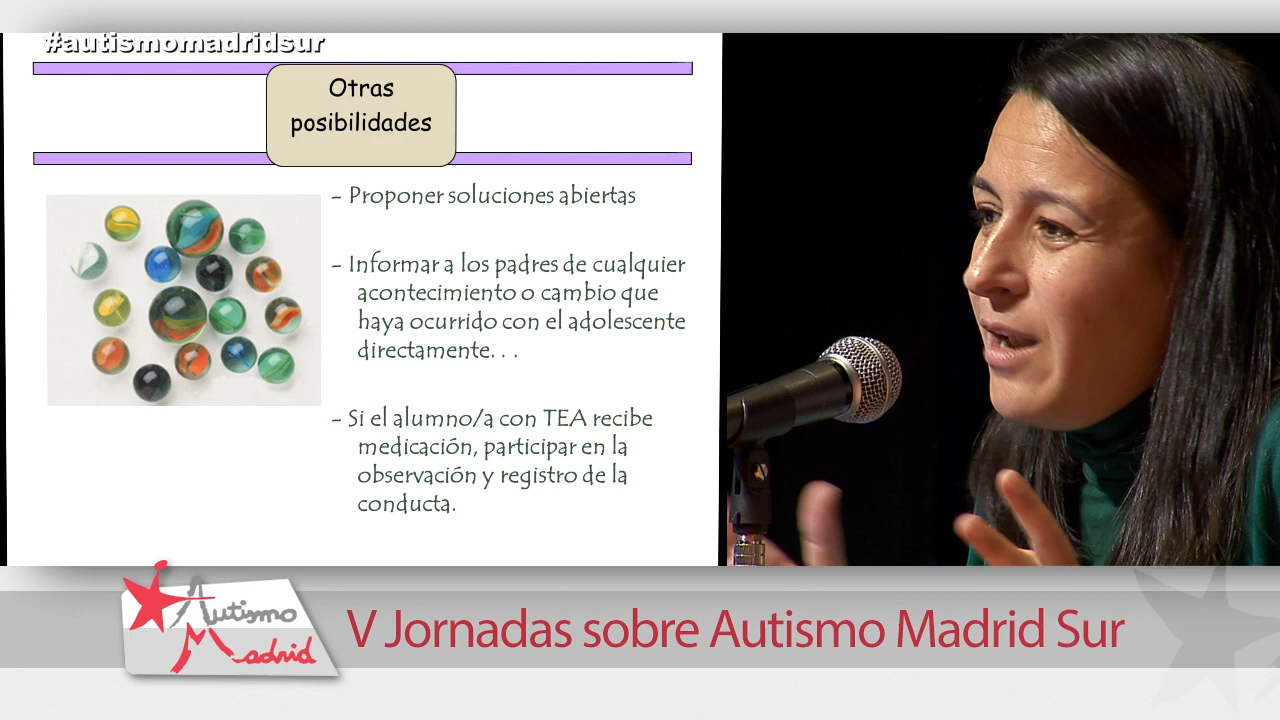 #autismomadridsur
Otras
posibilidades
- Proponer soluciones abiertas
- Informar a los padres de cualquier
acontecimiento o cambio que
haya ocurrido con el adolescente
directamente. . .
- Si el alumno/a con TEA recibe
medicación, participar en la
observación y registro de la
conducta.
Autismo
Madrid
V Jornadas sobre Autismo Madrid Sur